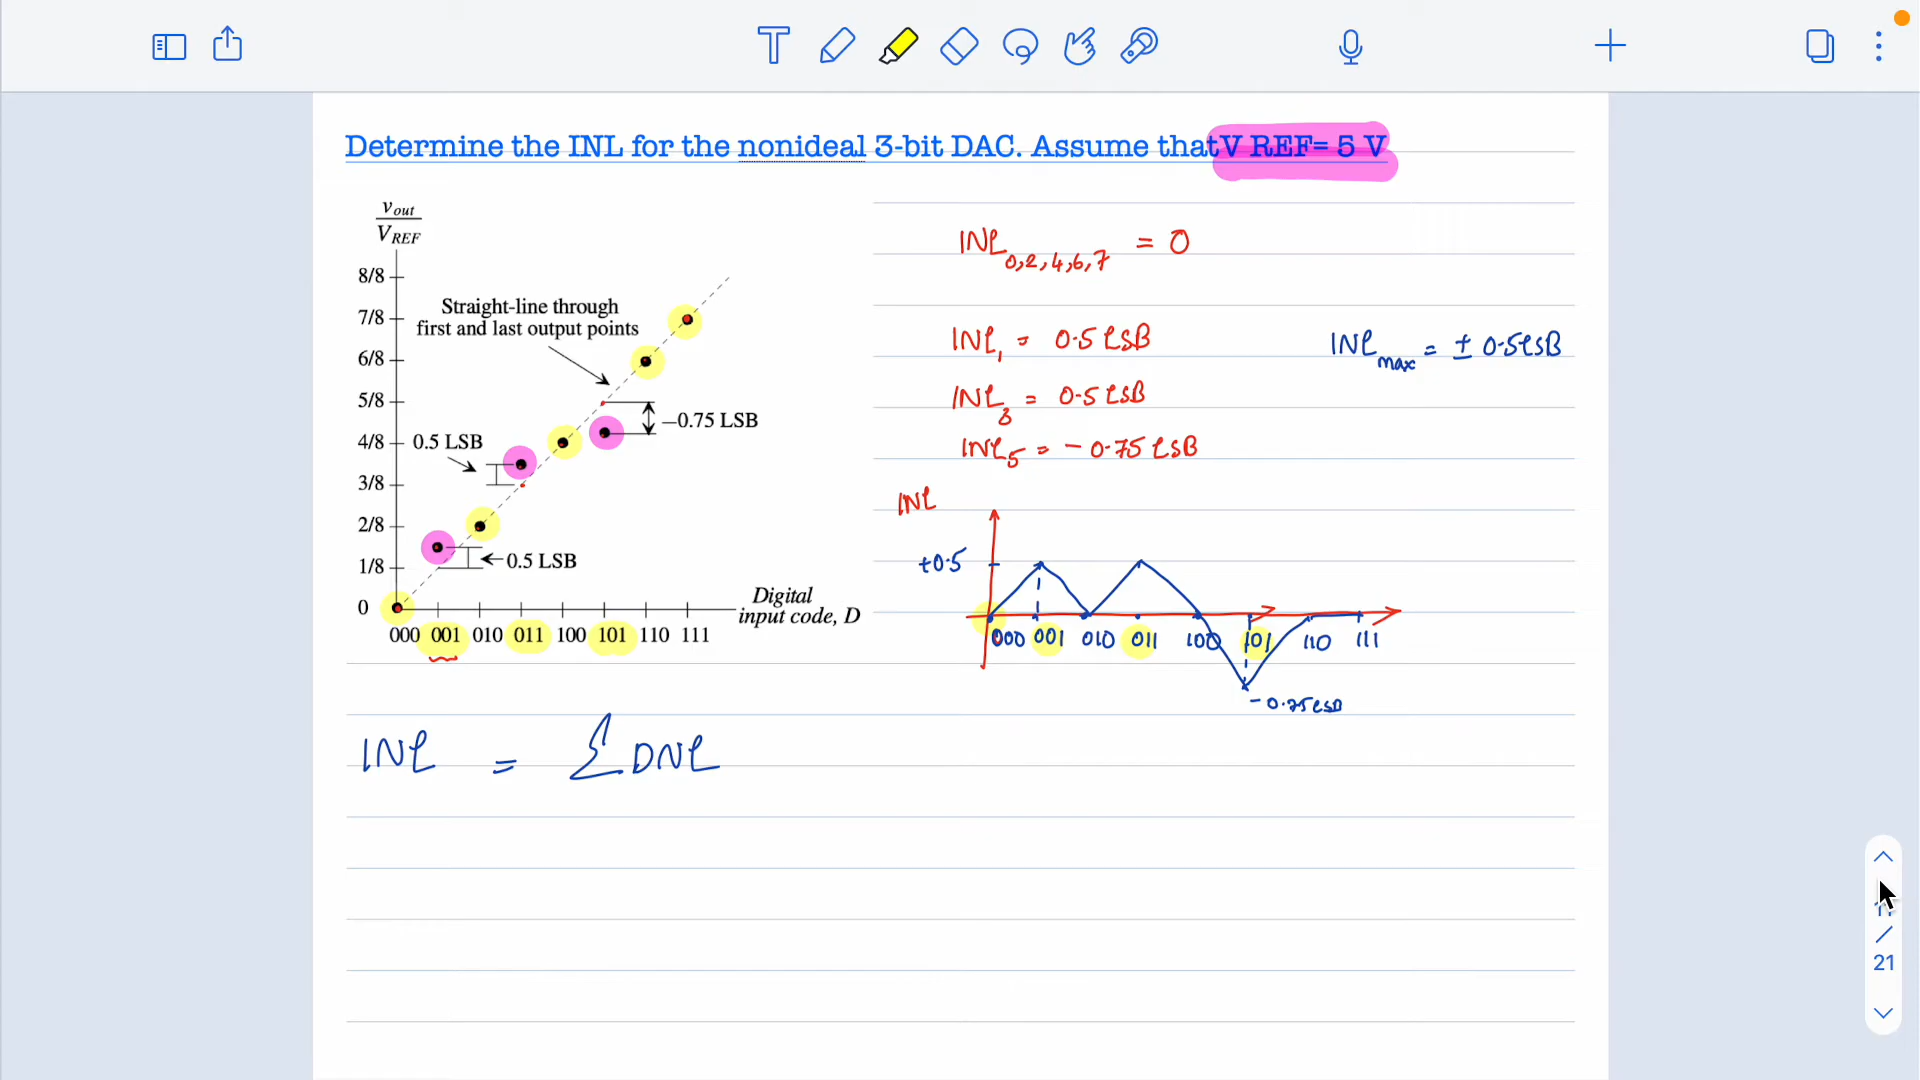 Determine the INL for the nonideal 3-bit DAC. Assume that V REF= 5 V
v_out
V_REF
8/8
7/8
6/8
5/8
4/8
3/8
2/8
1/8
0
Straight-line through
first and last output points
–0.75 LSB
0.5 LSB
0.5 LSB
Digital
input code, D
000 001 010 011 100 101 110 111
INL 0,2,4,6,7 = 0
INL1 = 0.5 LSB
INLmax = ± 0.5LSB
INL3 = 0.5 LSB
INL5 = - 0.75 LSB
INL
+0.5
000 001 010 011 100 101 110 111
-0.75LSB
INL = Σ DNL
T
/
21